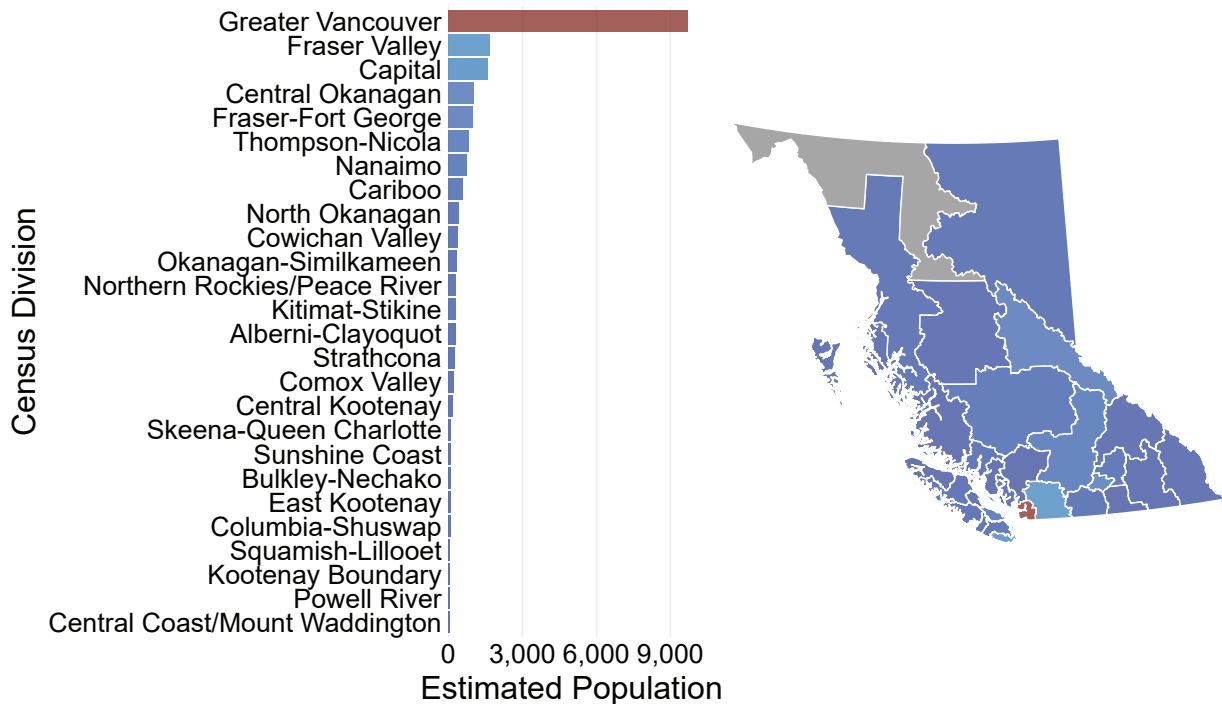 Greater Vancouver
Fraser Valley
Capital
Central Okanagan
Fraser-Fort George
Thompson-Nicola
Nanaimo
Cariboo
North Okanagan
Cowichan Valley
Okanagan-Similkameen
Northern Rockies/Peace River
Kitimat-Stikine
Alberni-Clayoquot
Strathcona
Comox Valley
Central Kootenay
Skeena-Queen Charlotte
Sunshine Coast
Bulkley-Nechako
East Kootenay
Columbia-Shuswap
Squamish-Lillooet
Kootenay Boundary
Powell River
Central Coast/Mount Waddington
Census Division
0 3,000 6,000 9,000
Estimated Population